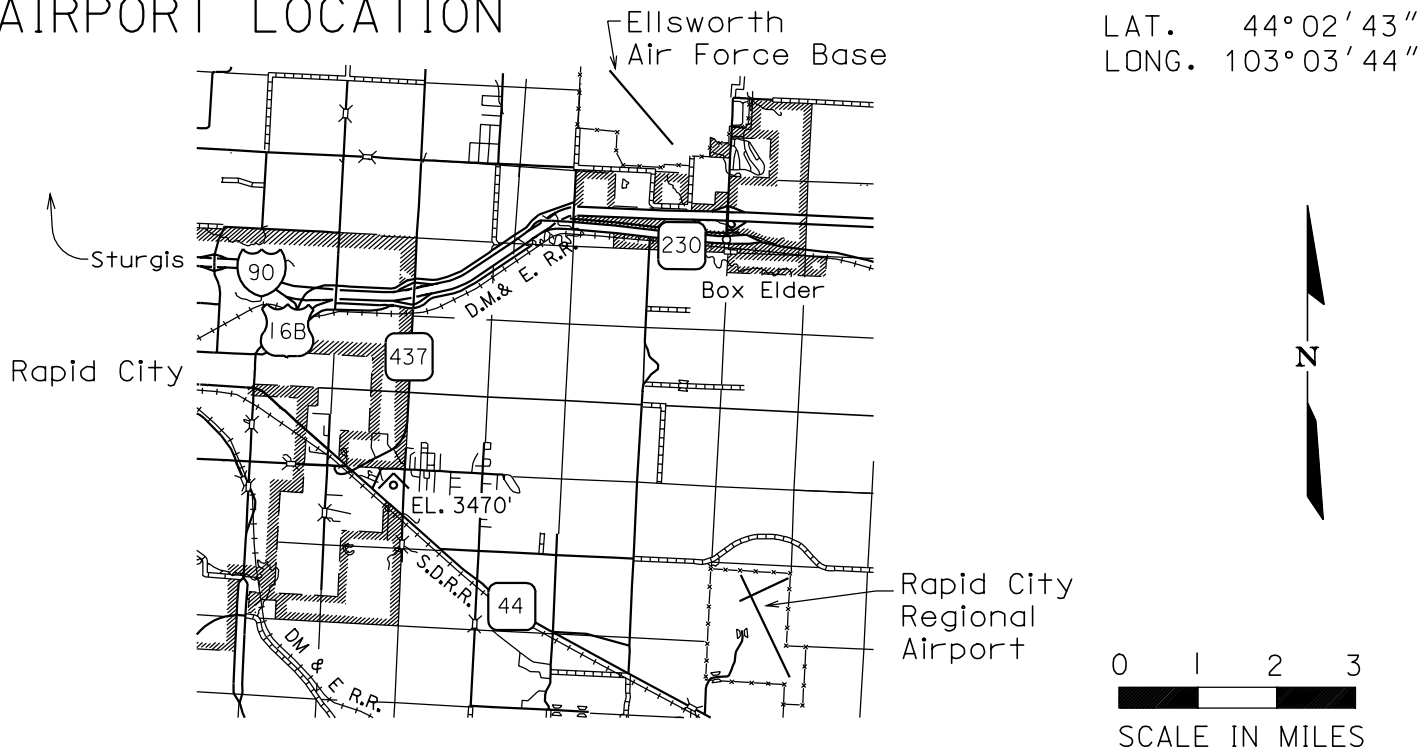 AIRPORT LOCATION
Ellsworth
Air Force Base
LAT. 44°02'43"
LONG. 103°03'44"
Sturgis
90
230
D.M.& E. R.R.
Box Elder
16B
437
Rapid City
N
EL. 3470'
S.D.R.R.
44
Rapid City
Regional
Airport
DM & E R.R.
0 1 2 3
SCALE IN MILES